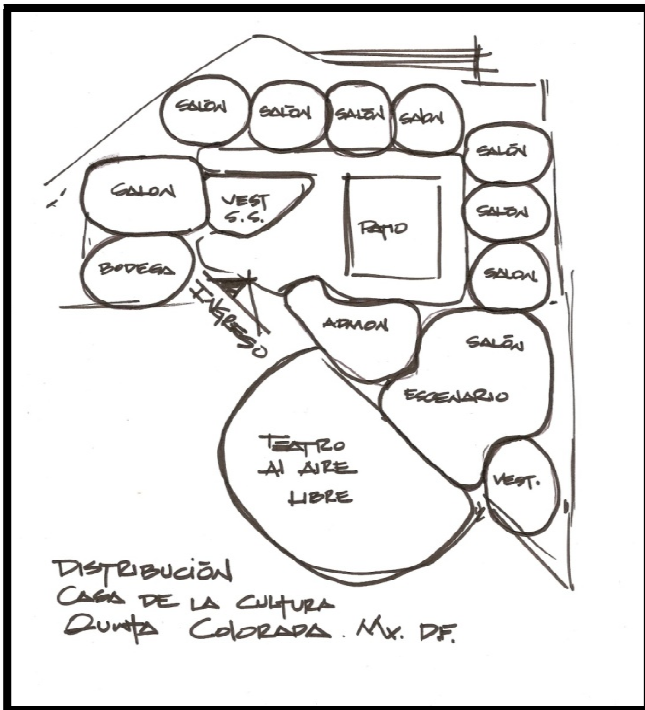 SALÓN SALÓN SALÓN SALÓN
SALÓN
SALON
VEST
S.S.
PATIO
SALÓN
BODEGA
SALÓN
INGRESO
ADMON
SALÓN
ESCENARIO
TEATRO
AL AIRE
LIBRE
VEST.
DISTRIBUCIÓN
CASA DE LA CULTURA
QUINTA COLORADA. MX. D.F.